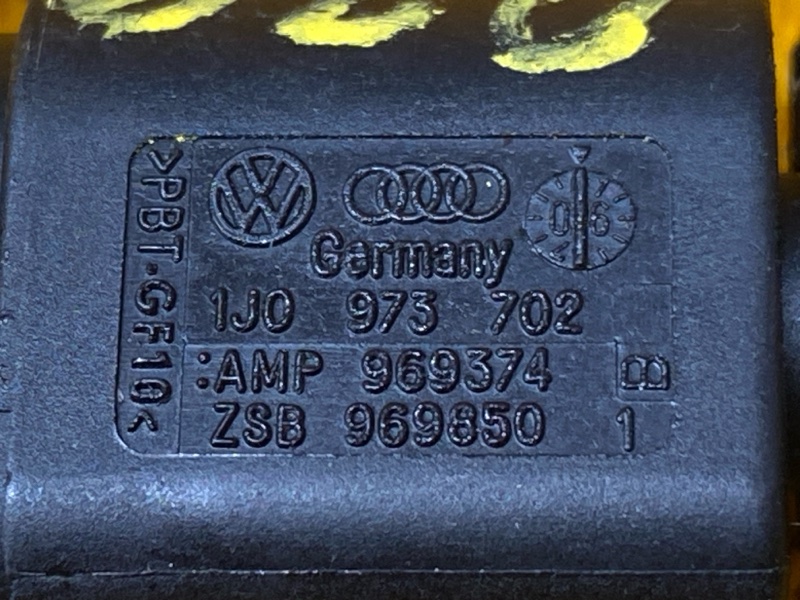 >PBT-GF10<
Germany
1J0 973 702
:AMP 969374 B
ZSB 969850 1